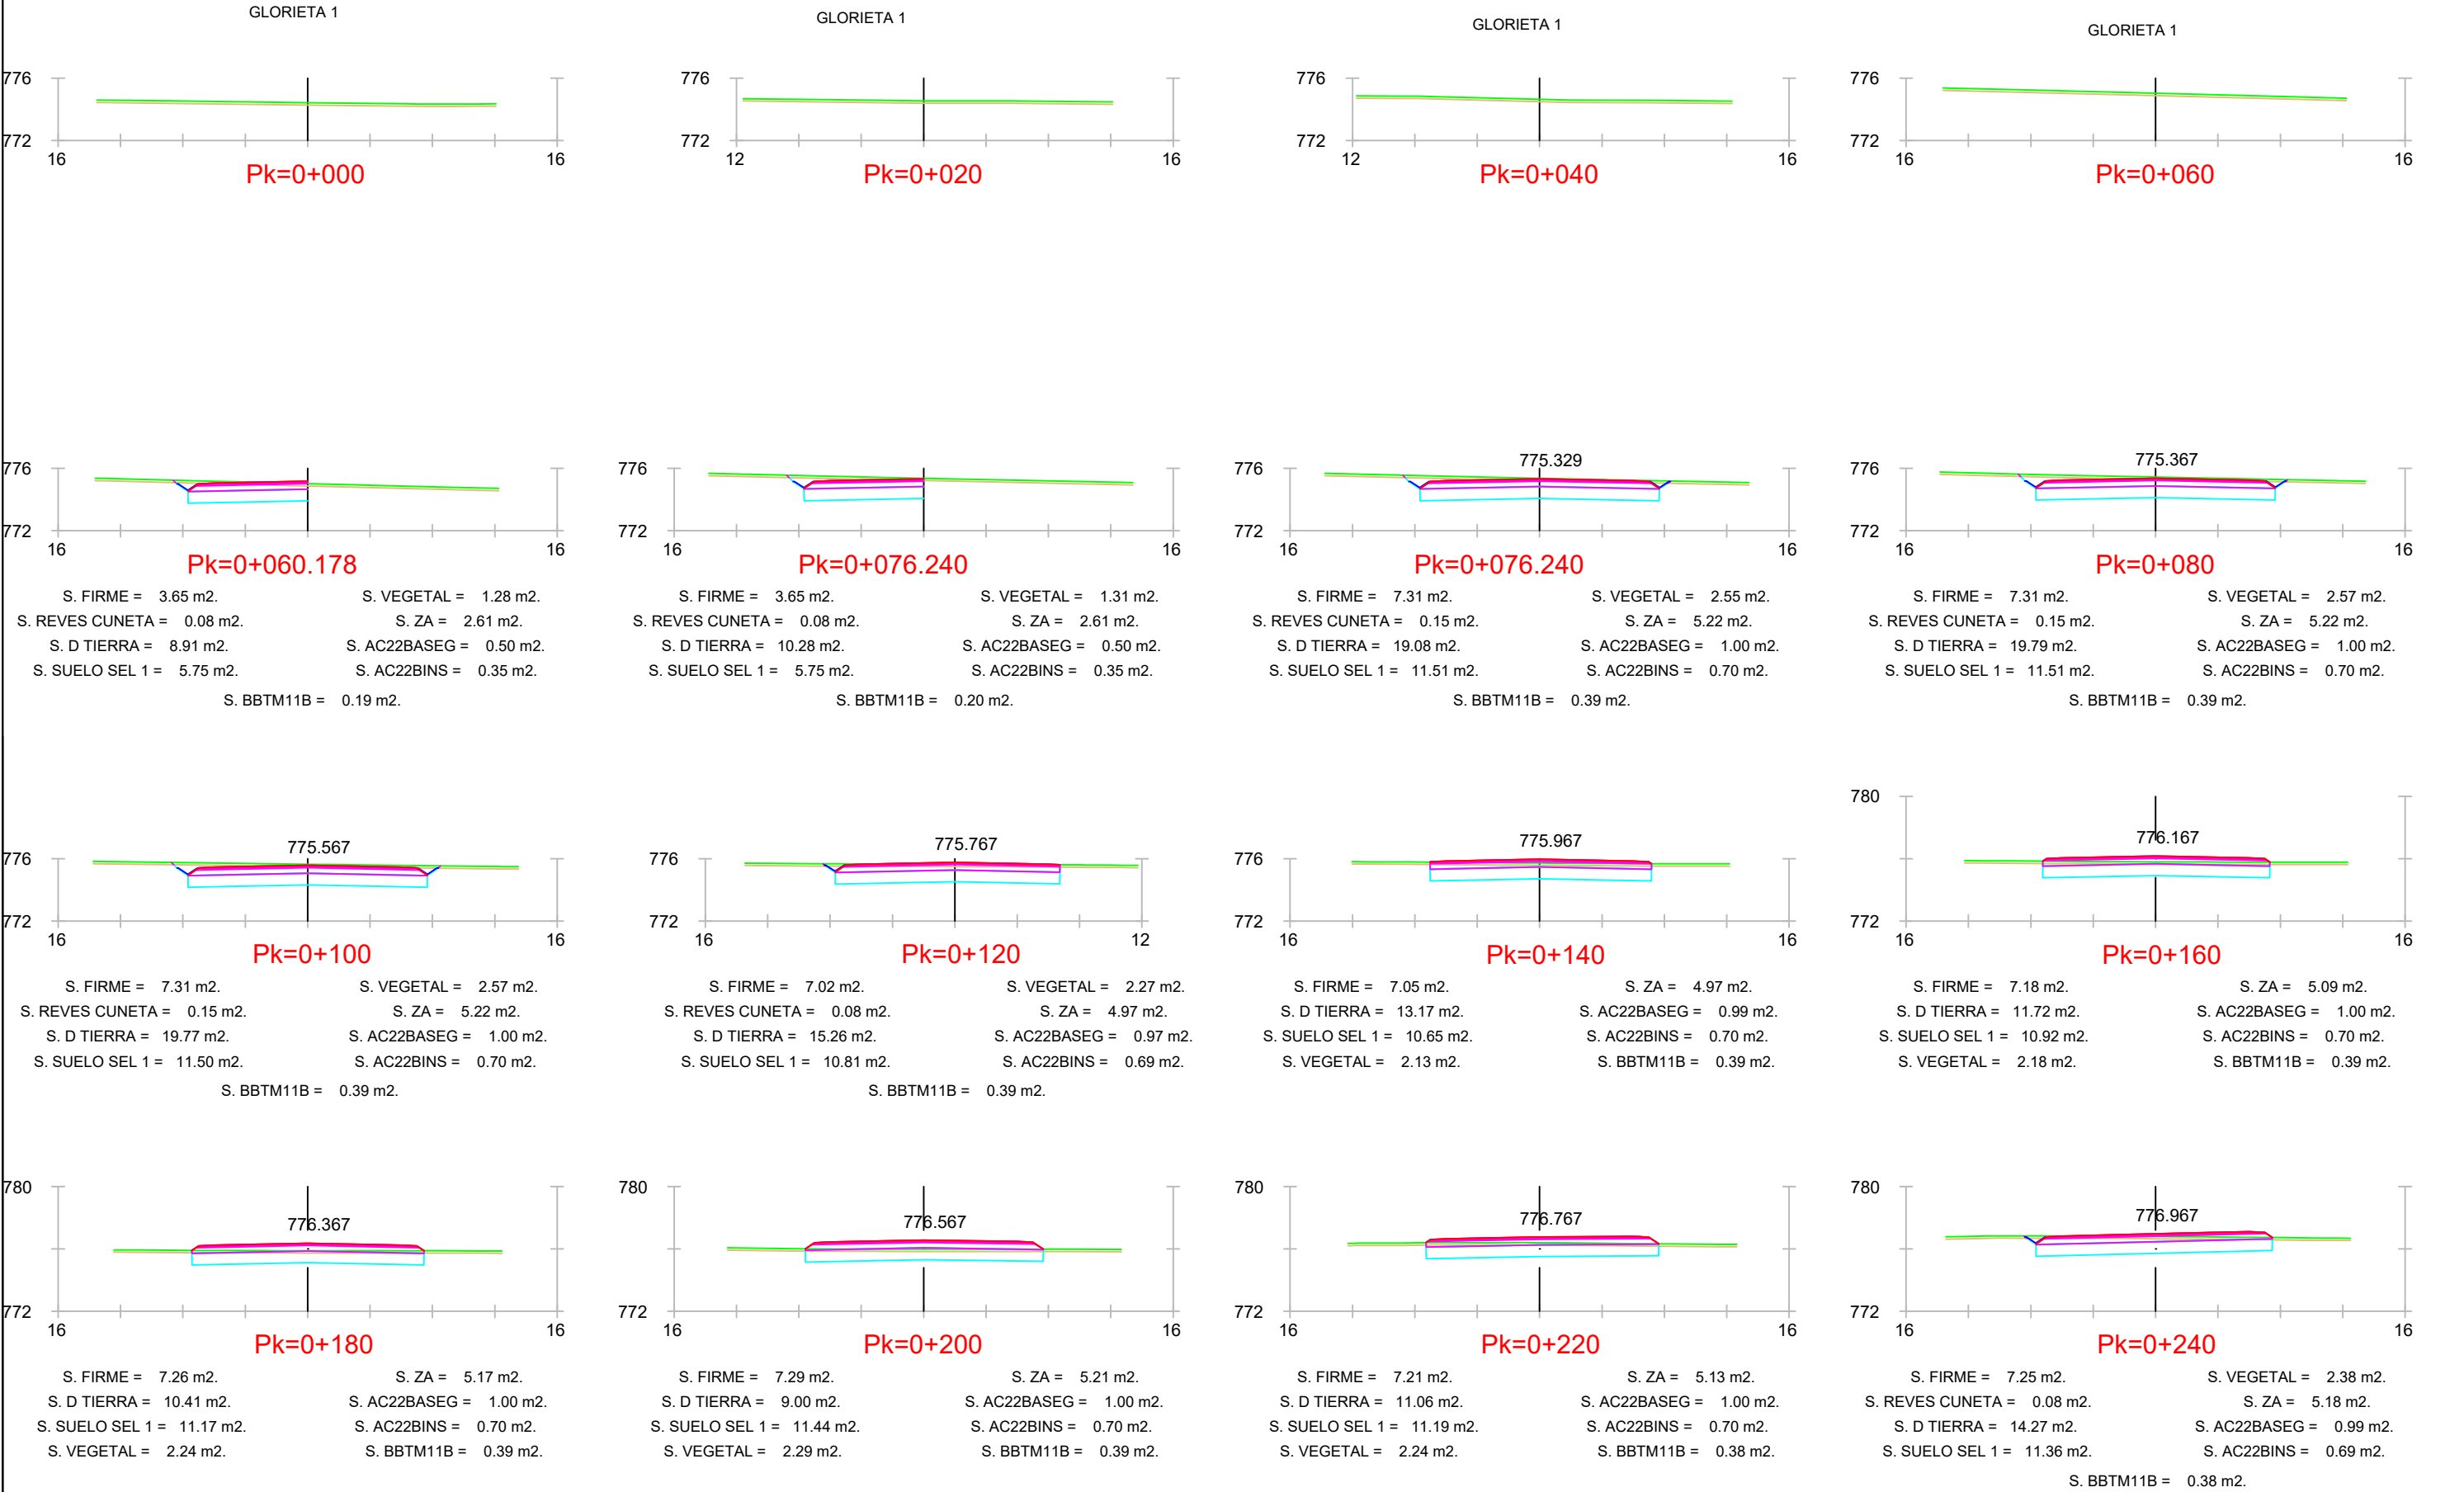 GLORIETA 1
776
772
16 16
Pk=0+000
GLORIETA 1
776
772
12 16
Pk=0+020
GLORIETA 1
776
772
12 16
Pk=0+040
GLORIETA 1
776
772
16 16
Pk=0+060
776
772
16 16
Pk=0+060.178
S. FIRME = 3.65 m2. S. VEGETAL = 1.28 m2.
S. REVES CUNETA = 0.08 m2. S. ZA = 2.61 m2.
S. D TIERRA = 8.91 m2. S. AC22BASEG = 0.50 m2.
S. SUELO SEL 1 = 5.75 m2. S. AC22BINS = 0.35 m2.
S. BBTM11B = 0.19 m2.
776
772
16 16
Pk=0+076.240
S. FIRME = 3.65 m2. S. VEGETAL = 1.31 m2.
S. REVES CUNETA = 0.08 m2. S. ZA = 2.61 m2.
S. D TIERRA = 10.28 m2. S. AC22BASEG = 0.50 m2.
S. SUELO SEL 1 = 5.75 m2. S. AC22BINS = 0.35 m2.
S. BBTM11B = 0.20 m2.
775.329
776
772
16 16
Pk=0+076.240
S. FIRME = 7.31 m2. S. VEGETAL = 2.55 m2.
S. REVES CUNETA = 0.15 m2. S. ZA = 5.22 m2.
S. D TIERRA = 19.08 m2. S. AC22BASEG = 1.00 m2.
S. SUELO SEL 1 = 11.51 m2. S. AC22BINS = 0.70 m2.
S. BBTM11B = 0.39 m2.
775.367
776
772
16 16
Pk=0+080
S. FIRME = 7.31 m2. S. VEGETAL = 2.57 m2.
S. REVES CUNETA = 0.15 m2. S. ZA = 5.22 m2.
S. D TIERRA = 19.79 m2. S. AC22BASEG = 1.00 m2.
S. SUELO SEL 1 = 11.51 m2. S. AC22BINS = 0.70 m2.
S. BBTM11B = 0.39 m2.
775.567
776
772
16 16
Pk=0+100
S. FIRME = 7.31 m2. S. VEGETAL = 2.57 m2.
S. REVES CUNETA = 0.15 m2. S. ZA = 5.22 m2.
S. D TIERRA = 19.77 m2. S. AC22BASEG = 1.00 m2.
S. SUELO SEL 1 = 11.50 m2. S. AC22BINS = 0.70 m2.
S. BBTM11B = 0.39 m2.
775.767
776
772
16 12
Pk=0+120
S. FIRME = 7.02 m2. S. VEGETAL = 2.27 m2.
S. REVES CUNETA = 0.08 m2. S. ZA = 4.97 m2.
S. D TIERRA = 15.26 m2. S. AC22BASEG = 0.97 m2.
S. SUELO SEL 1 = 10.81 m2. S. AC22BINS = 0.69 m2.
S. BBTM11B = 0.39 m2.
775.967
776
772
16 16
Pk=0+140
S. FIRME = 7.05 m2. S. ZA = 4.97 m2.
S. D TIERRA = 13.17 m2. S. AC22BASEG = 0.99 m2.
S. SUELO SEL 1 = 10.65 m2. S. AC22BINS = 0.70 m2.
S. VEGETAL = 2.13 m2. S. BBTM11B = 0.39 m2.
780
776.167
772
16 16
Pk=0+160
S. FIRME = 7.18 m2. S. ZA = 5.09 m2.
S. D TIERRA = 11.72 m2. S. AC22BASEG = 1.00 m2.
S. SUELO SEL 1 = 10.92 m2. S. AC22BINS = 0.70 m2.
S. VEGETAL = 2.18 m2. S. BBTM11B = 0.39 m2.
780
776.367
772
16 16
Pk=0+180
S. FIRME = 7.26 m2. S. ZA = 5.17 m2.
S. D TIERRA = 10.41 m2. S. AC22BASEG = 1.00 m2.
S. SUELO SEL 1 = 11.17 m2. S. AC22BINS = 0.70 m2.
S. VEGETAL = 2.24 m2. S. BBTM11B = 0.39 m2.
780
776.567
772
16 16
Pk=0+200
S. FIRME = 7.29 m2. S. ZA = 5.21 m2.
S. D TIERRA = 9.00 m2. S. AC22BASEG = 1.00 m2.
S. SUELO SEL 1 = 11.44 m2. S. AC22BINS = 0.70 m2.
S. VEGETAL = 2.29 m2. S. BBTM11B = 0.39 m2.
780
776.767
772
16 16
Pk=0+220
S. FIRME = 7.21 m2. S. ZA = 5.13 m2.
S. D TIERRA = 11.06 m2. S. AC22BASEG = 1.00 m2.
S. SUELO SEL 1 = 11.19 m2. S. AC22BINS = 0.70 m2.
S. VEGETAL = 2.24 m2. S. BBTM11B = 0.38 m2.
780
776.967
772
16 16
Pk=0+240
S. FIRME = 7.25 m2. S. VEGETAL = 2.38 m2.
S. REVES CUNETA = 0.08 m2. S. ZA = 5.18 m2.
S. D TIERRA = 14.27 m2. S. AC22BASEG = 0.99 m2.
S. SUELO SEL 1 = 11.36 m2. S. AC22BINS = 0.69 m2.
S. BBTM11B = 0.38 m2.